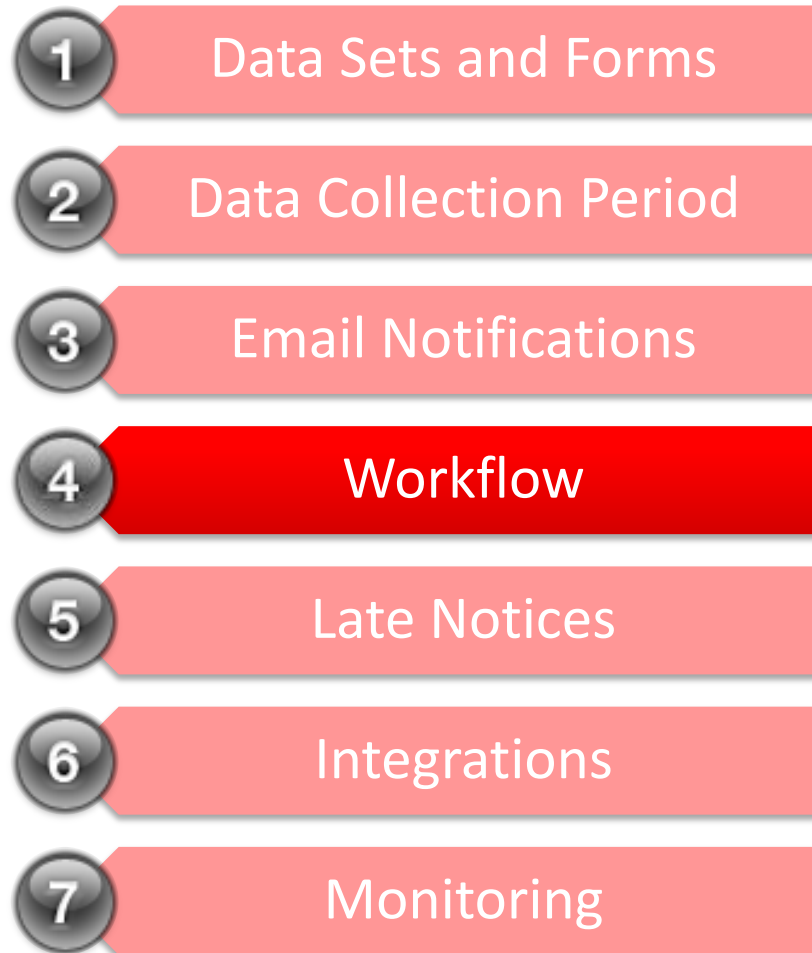 1 Data Sets and Forms
2 Data Collection Period
3 Email Notifications
4 Workflow
5 Late Notices
6 Integrations
7 Monitoring